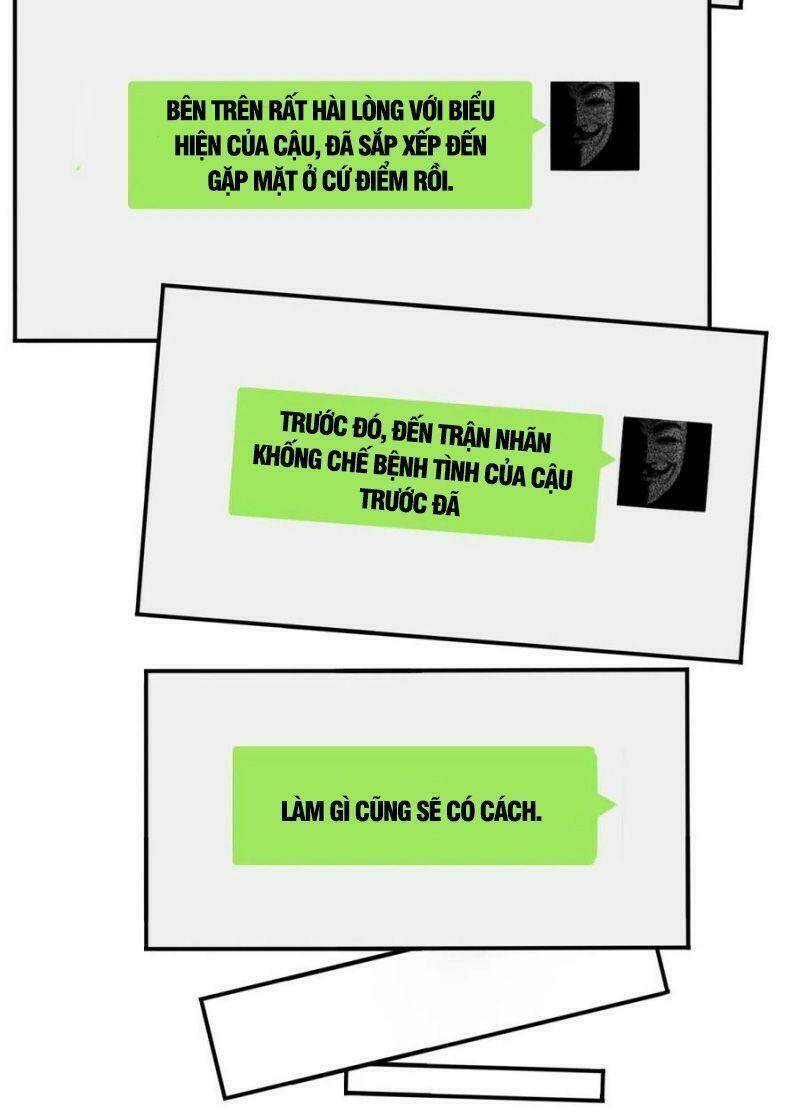 BÊN TRÊN RẤT HÀI LÒNG VỚI BIỂU
HIỆN CỦA CẬU, ĐÃ SẮP XẾP ĐẾN
GẶP MẶT Ở CỨ ĐIỂM RỒI.
TRƯỚC ĐÓ, ĐẾN TRẬN NHÃN
KHỐNG CHẾ BỆNH TÌNH CỦA CẬU
TRƯỚC ĐÃ
LÀM GÌ CŨNG SẼ CÓ CÁCH.